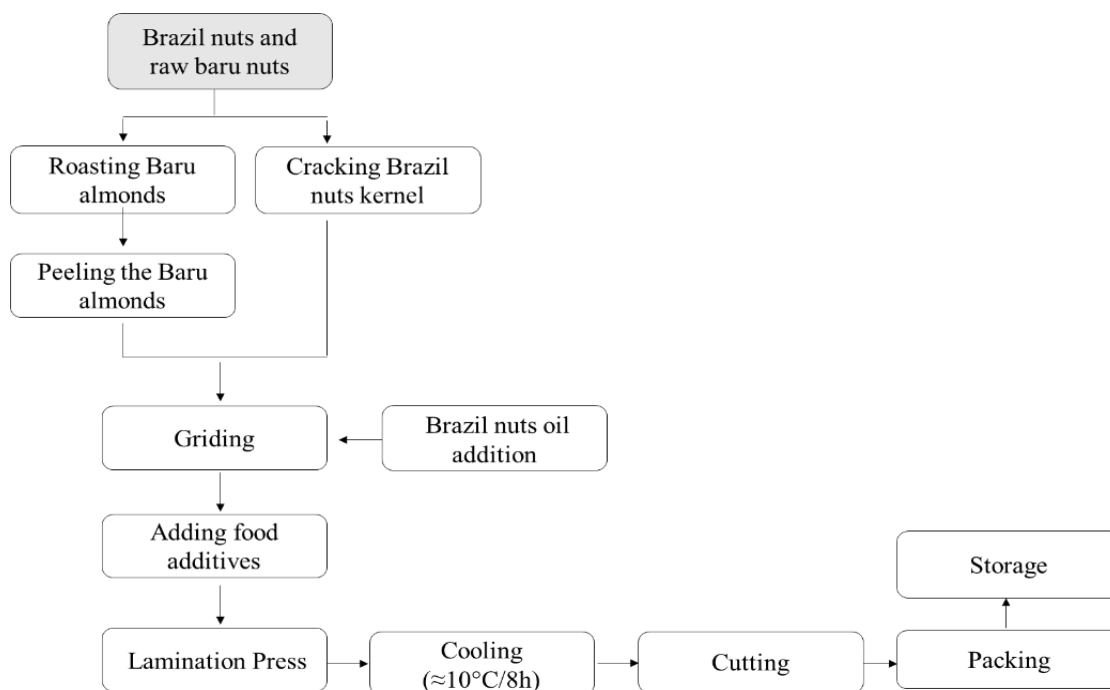 Brazil nuts and
raw baru nuts
Roasting Baru
almonds
Cracking Brazil
nuts kernel
Peeling the Baru
almonds
Griding
Brazil nuts oil
addition
Adding food
additives
Storage
Lamination Press
Cooling
(≈10°C/8h)
Cutting
Packing